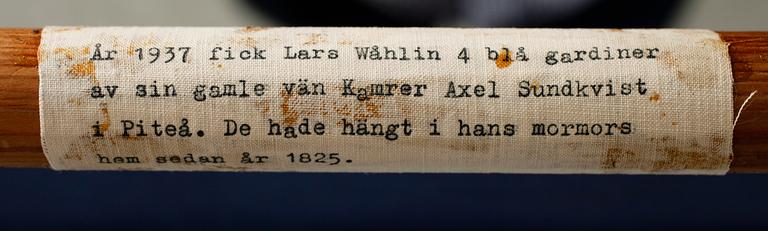 År 1937 fick Lars Wåhlin 4 blå gardiner
av sin gamle vän Kamrer Axel Sundkvist
i Piteå. De hade hängt i hans mormors
hem sedan år 1825.